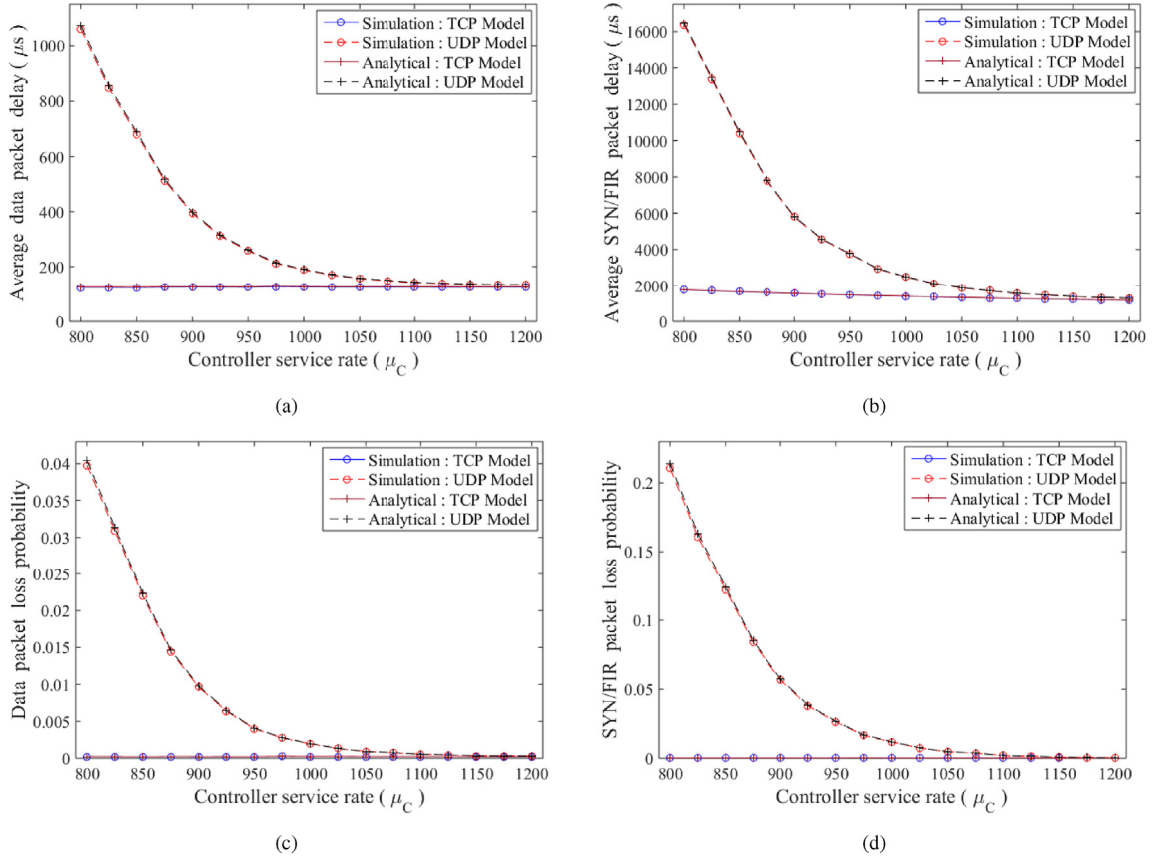 Average data packet delay ( μs)
1000
800
600
400
200
0
Simulation : TCP Model
Simulation : UDP Model
Analytical : TCP Model
Analytical : UDP Model
800 850 900 950 1000 1050 1100 1150 1200
Controller service rate ( μC )
(a)
Average SYN/FIR packet delay ( μs)
16000
14000
12000
10000
8000
6000
4000
2000
0
Simulation : TCP Model
Simulation : UDP Model
Analytical : TCP Model
Analytical : UDP Model
800 850 900 950 1000 1050 1100 1150 1200
Controller service rate ( μC )
(b)
Data packet loss probability
0.04
0.035
0.03
0.025
0.02
0.015
0.01
0.005
0
Simulation : TCP Model
Simulation : UDP Model
Analytical : TCP Model
Analytical : UDP Model
800 850 900 950 1000 1050 1100 1150 1200
Controller service rate ( μC )
(c)
SYN/FIR packet loss probability
0.2
0.15
0.1
0.05
0
Simulation : TCP Model
Simulation : UDP Model
Analytical : TCP Model
Analytical : UDP Model
800 850 900 950 1000 1050 1100 1150 1200
Controller service rate ( μC )
(d)